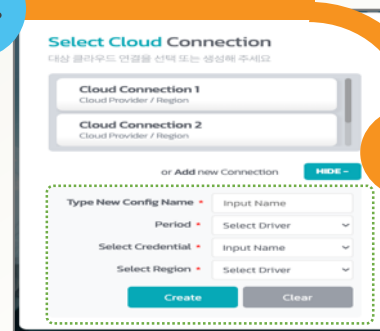 Select Cloud Connection
대상 클라우드 연결을 선택 또는 생성해 주세요
Cloud Connection 1
Cloud Provider / Region
Cloud Connection 2
Cloud Provider / Region
or Add new Connection HIDE -
Type New Config Name * Input Name
Period * Select Driver
Select Credential * Input Name
Select Region * Select Driver
Create Clear